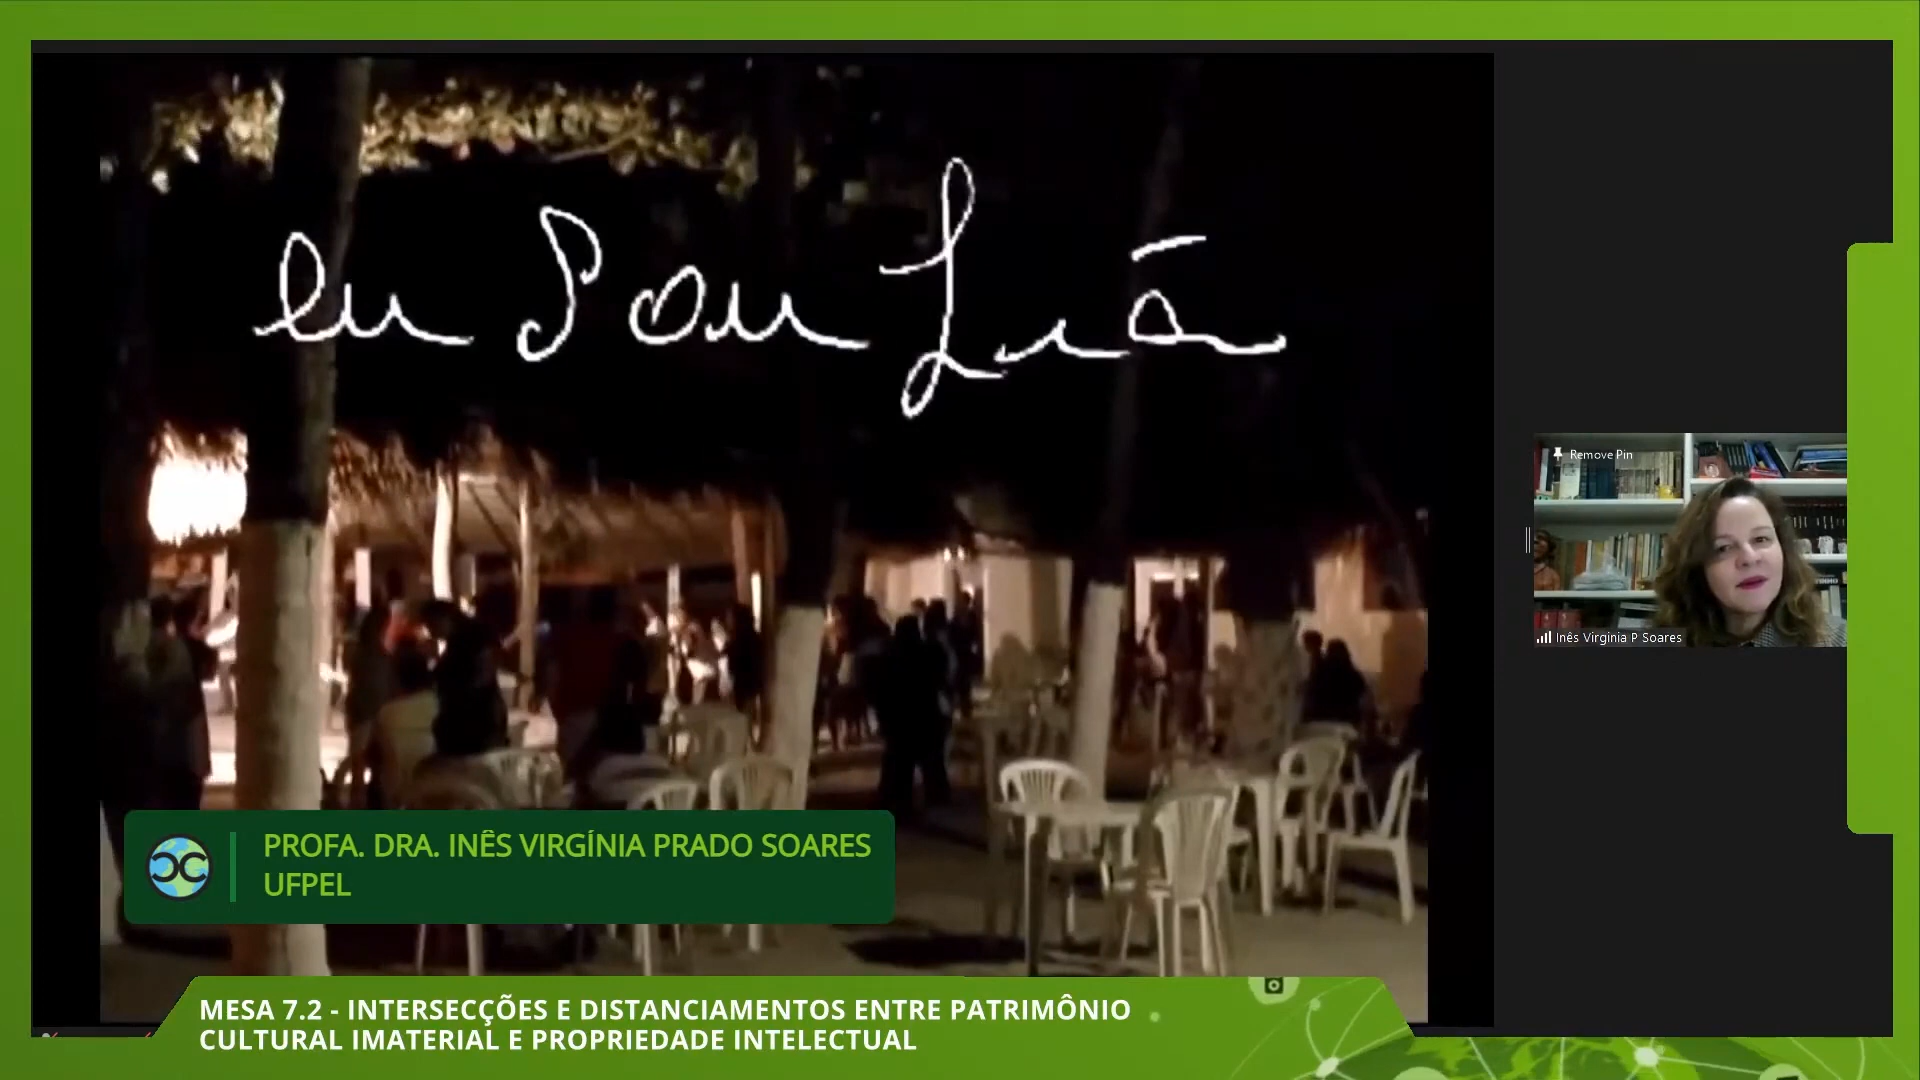 eu Sou Luā
Remove Pin
Inês Virginia P Soares
PROFA. DRA. INÊS VIRGÍNIA PRADO SOARES
UFPEL
MESA 7.2 - INTERSECÇÕES E DISTANCIAMENTOS ENTRE PATRIMÔNIO
CULTURAL IMATERIAL E PROPRIEDADE INTELECTUAL